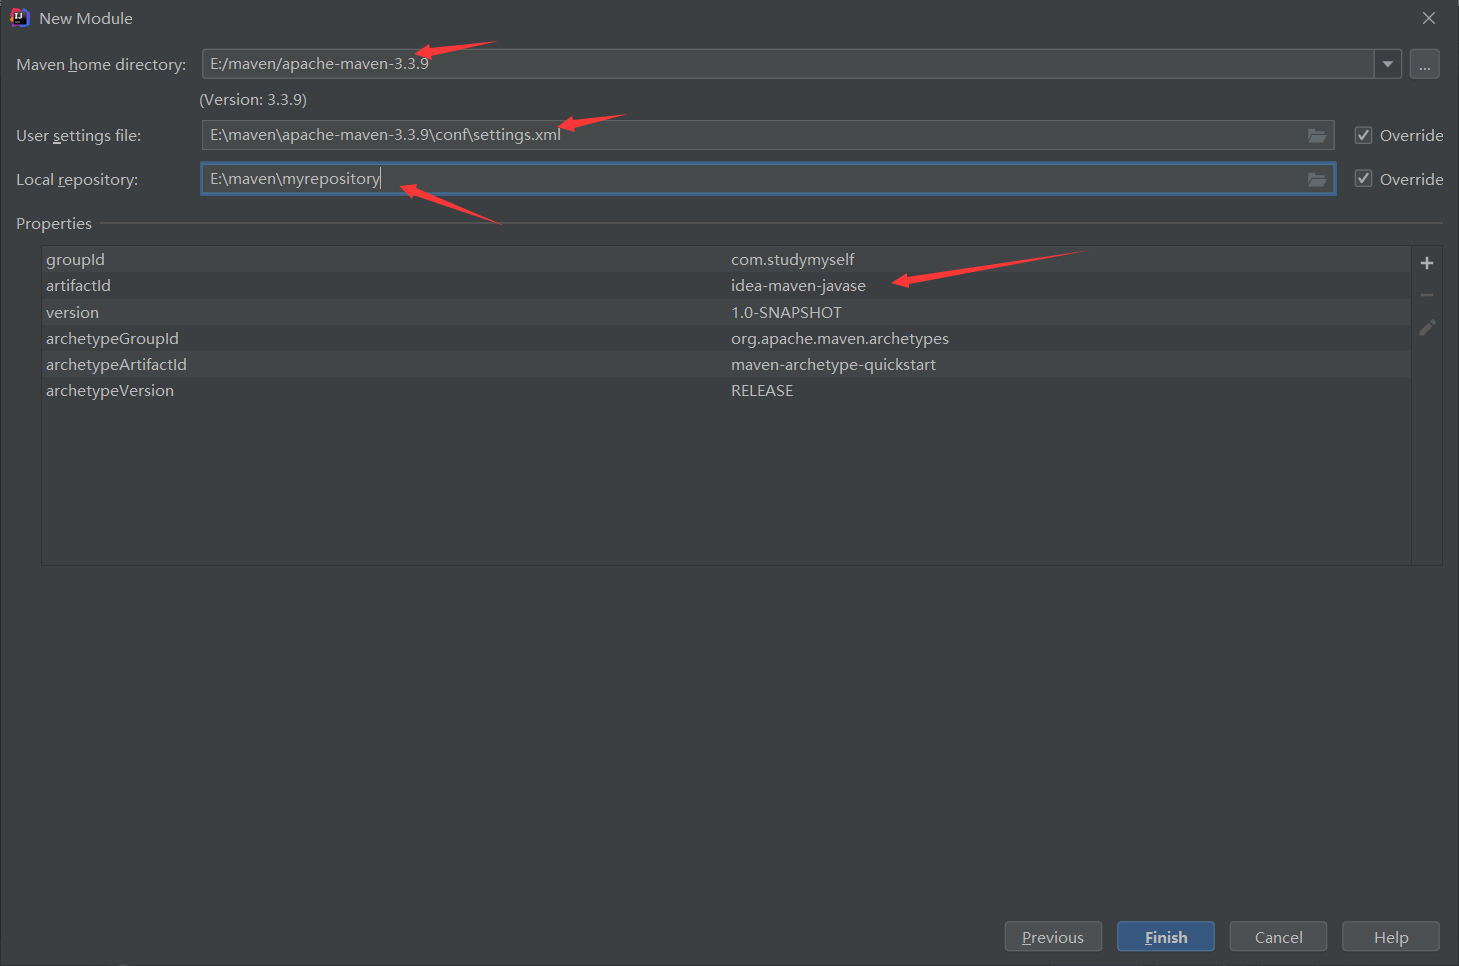 New Module
Maven home directory: E:/maven/apache-maven-3.3.9 ...
(Version: 3.3.9)
User settings file: E:\maven\apache-maven-3.3.9\conf\settings.xml Override
Local repository: E:\maven\myrepository Override
Properties
groupId com.studymyself
artifactId idea-maven-javase
version 1.0-SNAPSHOT
archetypeGroupId org.apache.maven.archetypes
archetypeArtifactId maven-archetype-quickstart
archetypeVersion RELEASE
Previous Finish Cancel Help